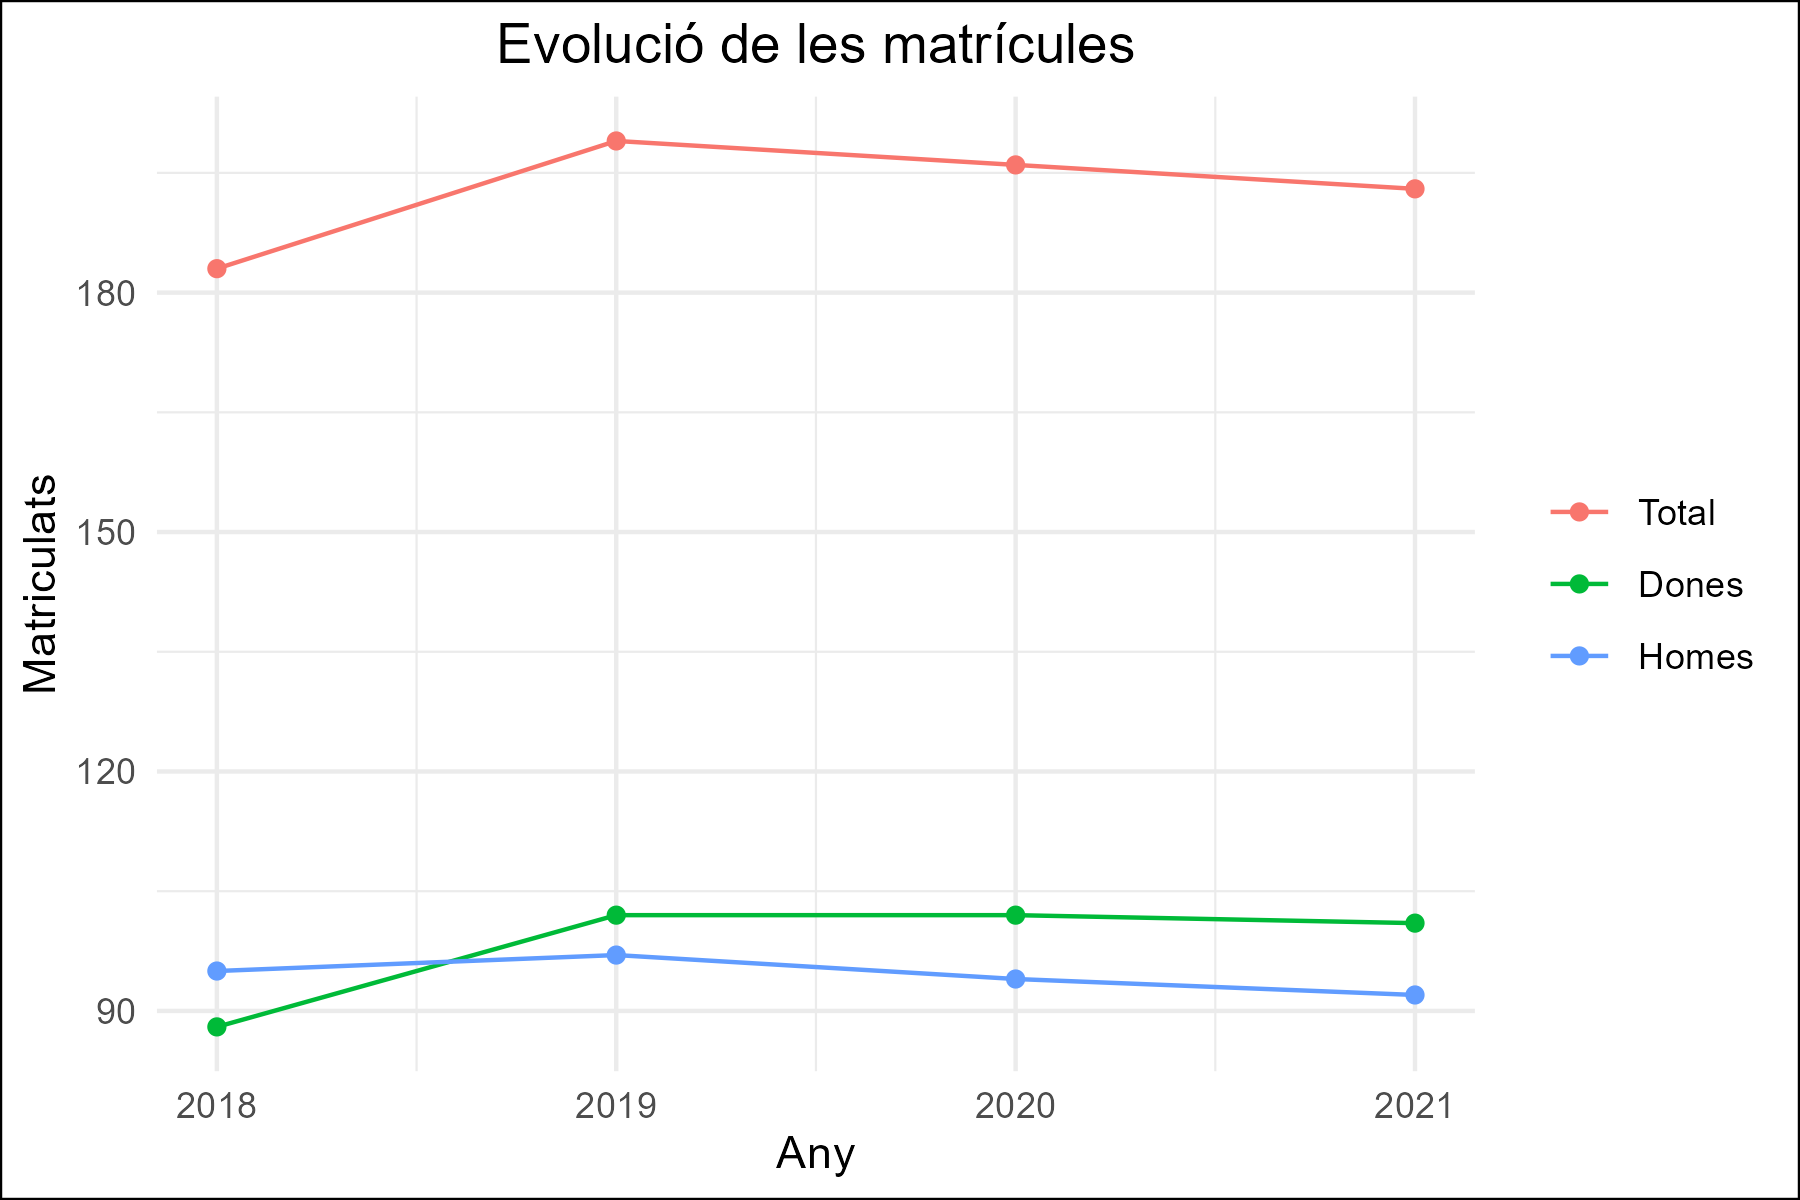 Evolució de les matrícules
Matriculats
180
150
120
90
2018 2019 2020 2021
Any
Total
Dones
Homes